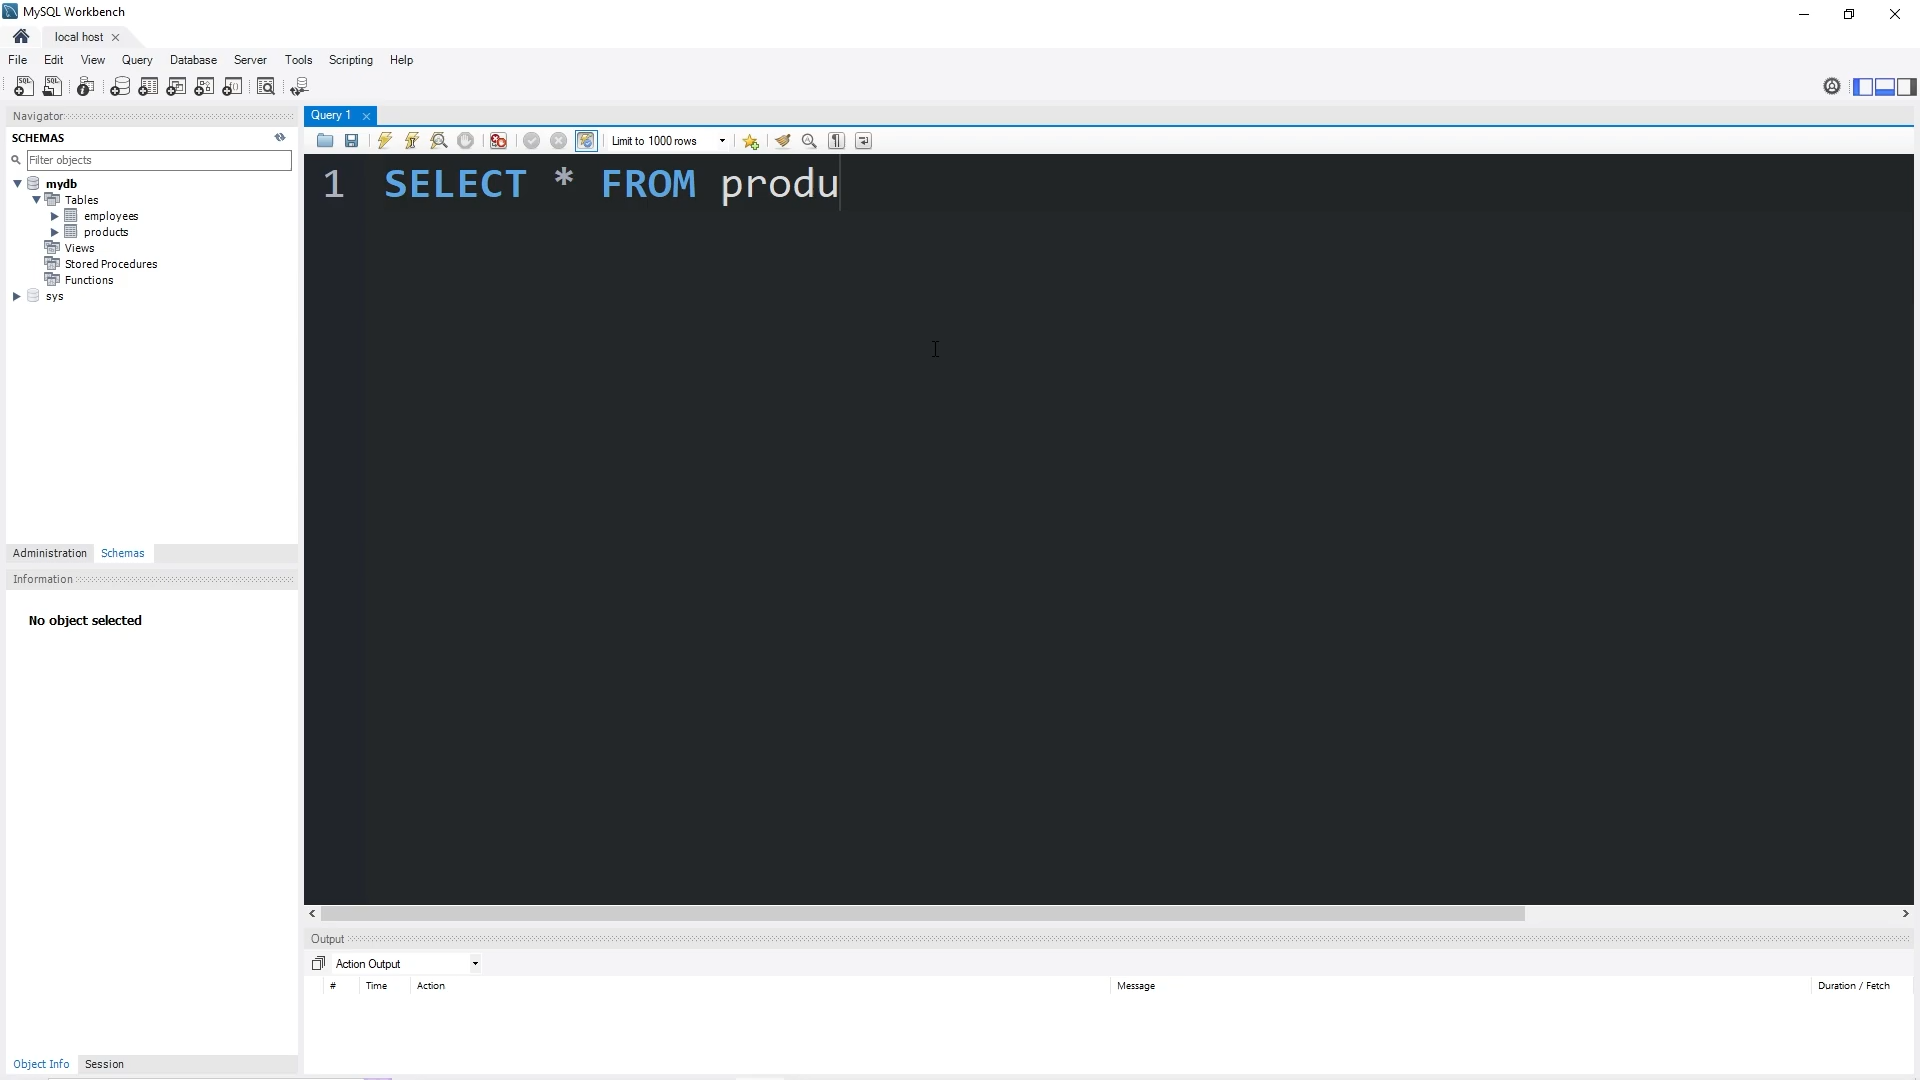 MySQL Workbench
local host
File Edit View Query Database Server Tools Scripting Help
Navigator
Query 1
SCHEMAS
Limit to 1000 rows
Filter objects
mydb
Tables
employees
products
Views
Stored Procedures
Functions
sys
1 SELECT * FROM produ
Administration Schemas
Information
No object selected
Output
Action Output
# Time Action Message Duration / Fetch
Object Info Session